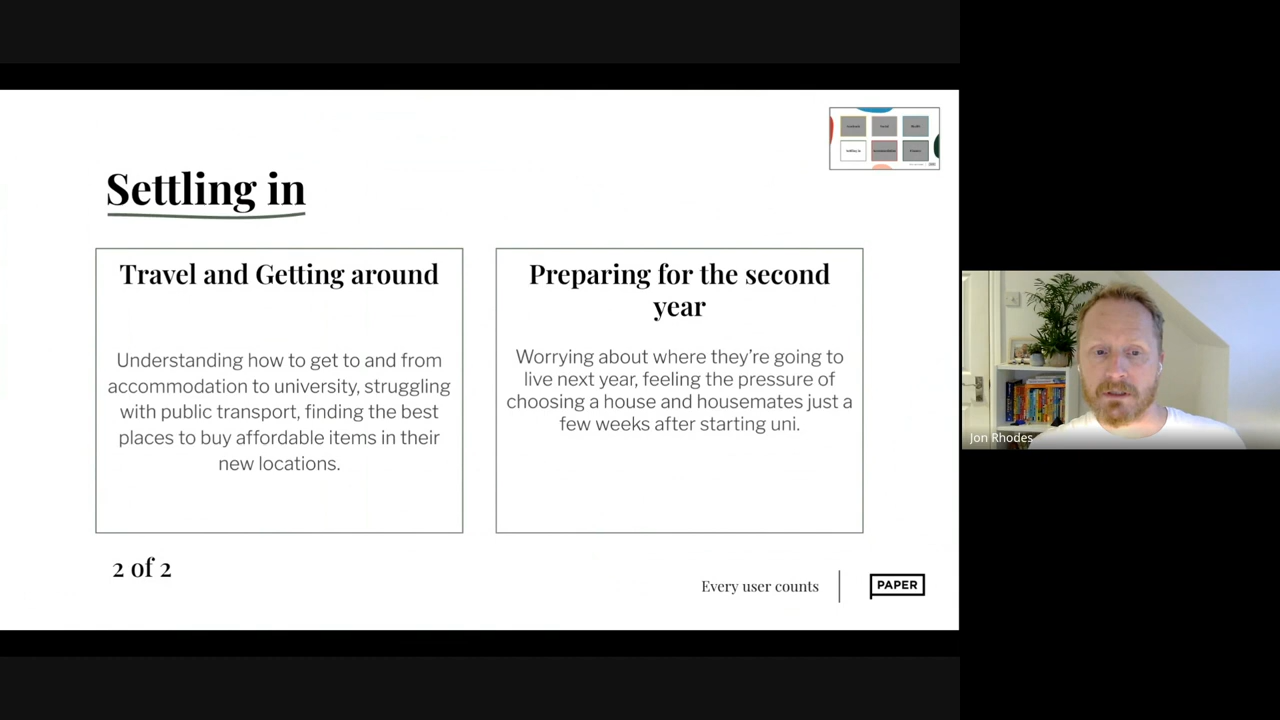 Settling in
Travel and Getting around
Understanding how to get to and from
accommodation to university, struggling
with public transport, finding the best
places to buy affordable items in their
new locations.
Preparing for the second
year
Worrying about where they’re going to
live next year, feeling the pressure of
choosing a house and housemates just a
few weeks after starting uni.
2 of 2
Every user counts
PAPER
Jon Rhodes